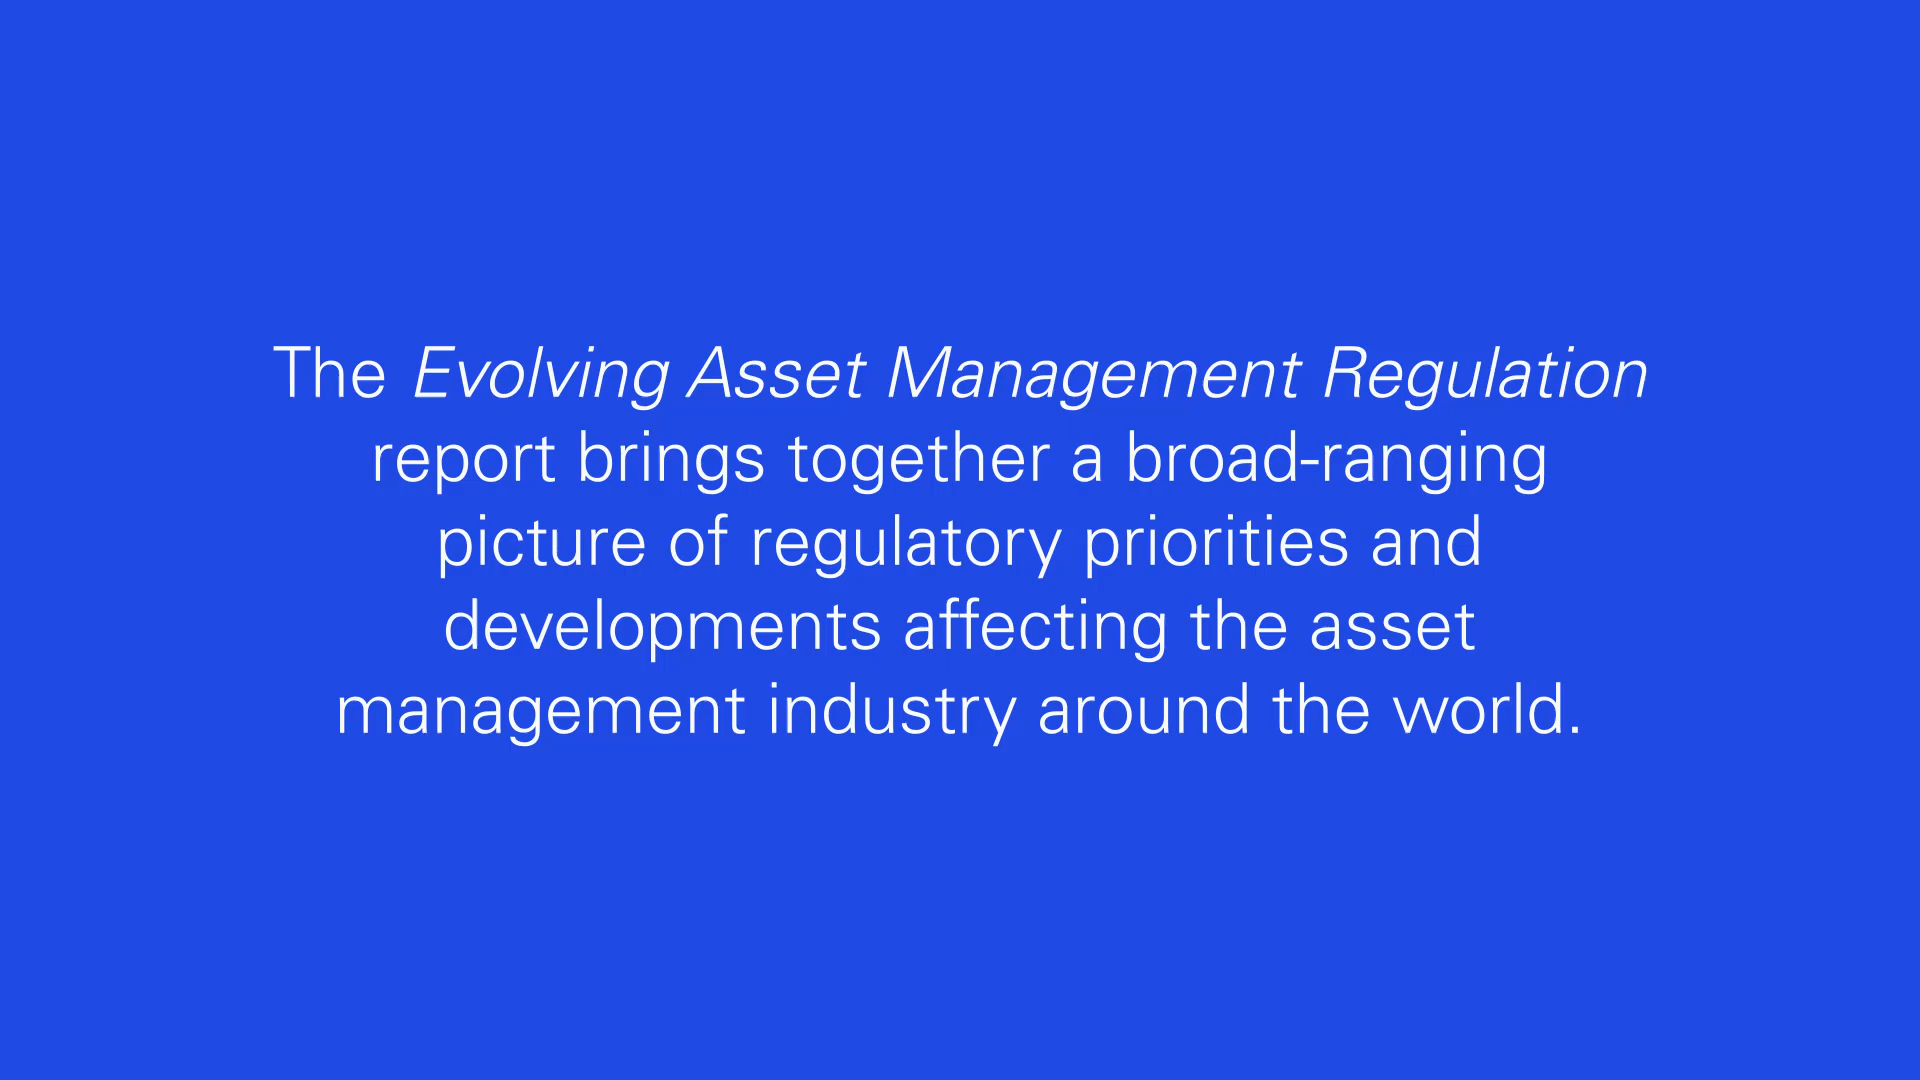 The Evolving Asset Management Regulation
report brings together a broad-ranging
picture of regulatory priorities and
developments affecting the asset
management industry around the world.